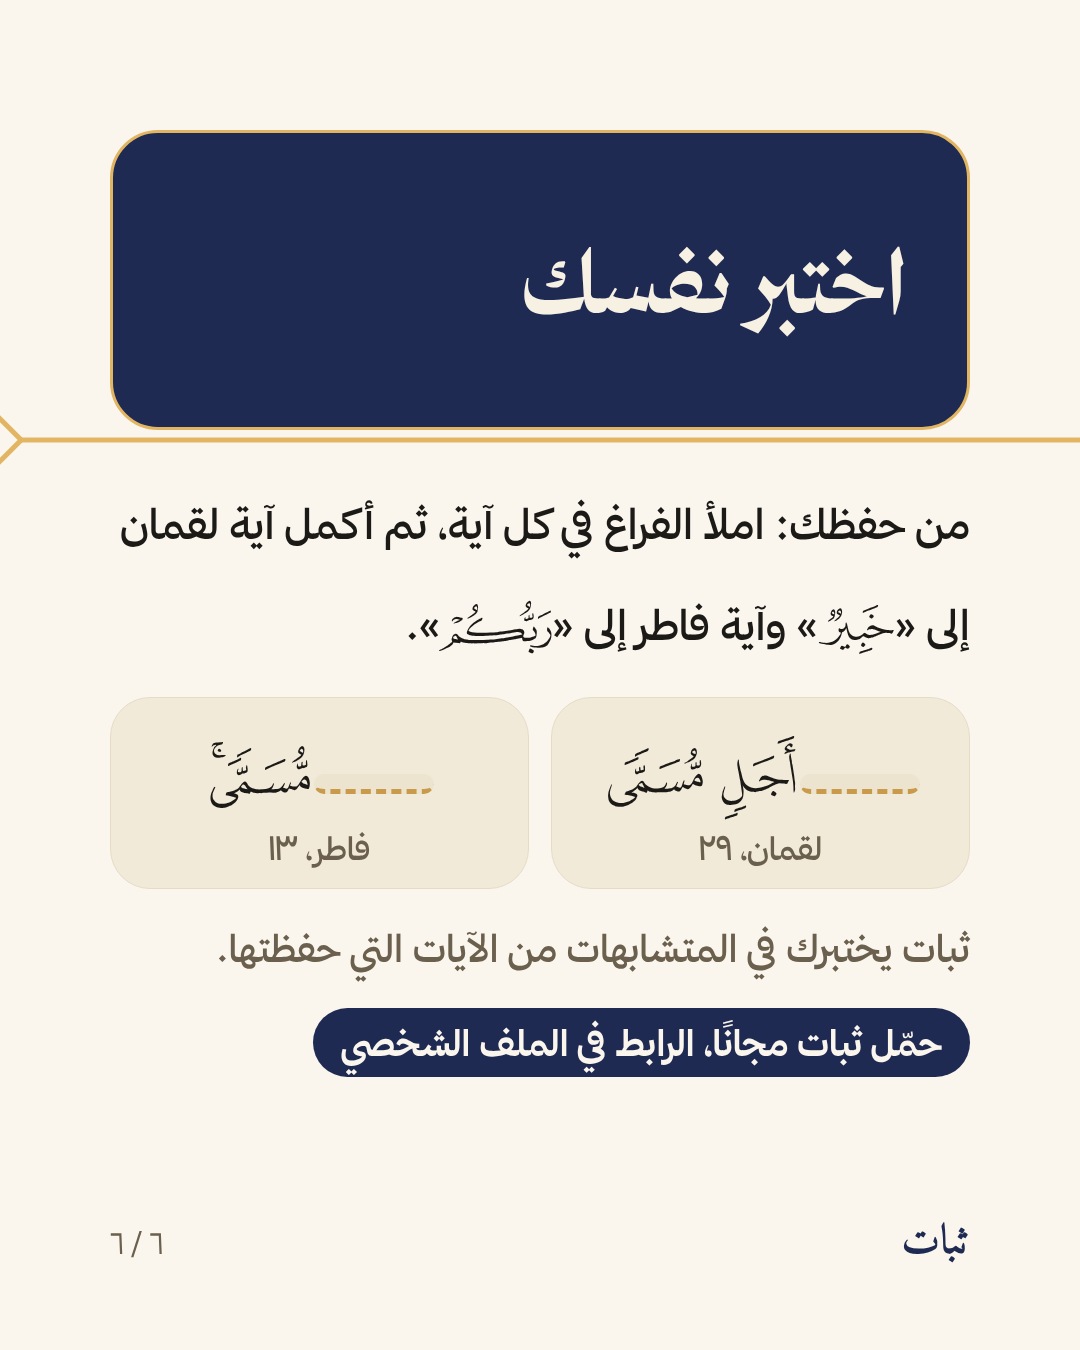 اختبر نفسك
من حفظك: املأ الفراغ في كل آية، ثم أكمل آية لقمان
إلى «خَبِيرٌ» وآية فاطر إلى «رَبُّكُمْ».
أَجَلٍ مُّسَمًّى
لقمان، ٢٩
مُّسَمًّىۚ
فاطر، ١٣
ثبات يختبرك في المتشابهات من الآيات التي حفظتها.
حمّل ثبات مجانًا، الرابط في الملف الشخصي
ثبات
٦ / ٦